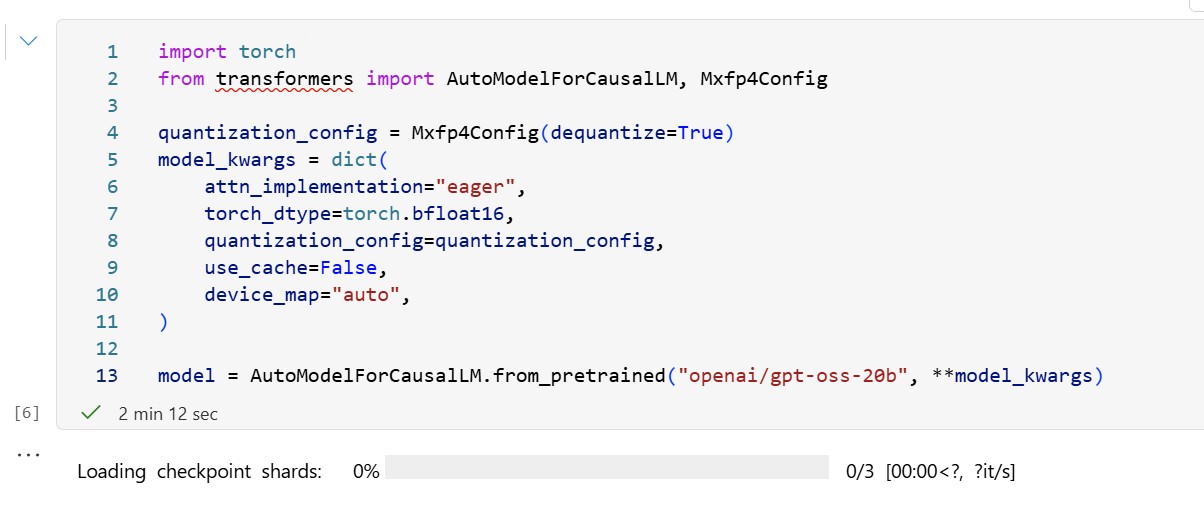 1 import torch
2 from transformers import AutoModelForCausalLM, Mxfp4Config
3
4 quantization_config = Mxfp4Config(dequantize=True)
5 model_kwargs = dict(
6     attn_implementation="eager",
7     torch_dtype=torch.bfloat16,
8     quantization_config=quantization_config,
9     use_cache=False,
10     device_map="auto",
11 )
12
13 model = AutoModelForCausalLM.from_pretrained("openai/gpt-oss-20b", **model_kwargs)
[6] ✓ 2 min 12 sec
...
Loading checkpoint shards: 0% 0/3 [00:00<?, ?it/s]